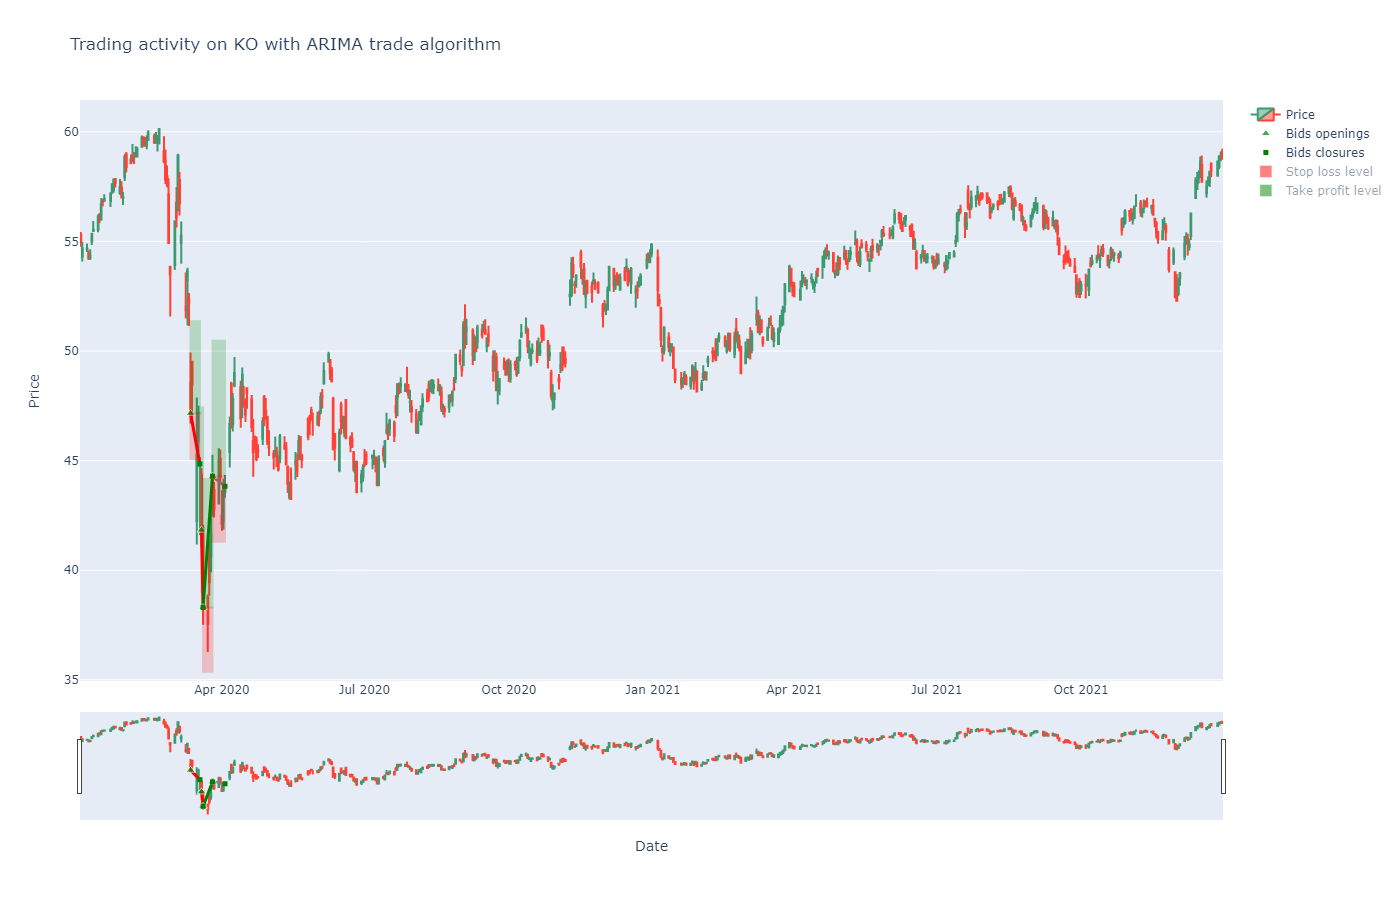 Trading activity on KO with ARIMA trade algorithm
Price
Bids openings
Bids closures
Stop loss level
Take profit level
60
55
50
45
40
35
Price
Apr 2020
Jul 2020
Oct 2020
Jan 2021
Apr 2021
Jul 2021
Oct 2021
Date